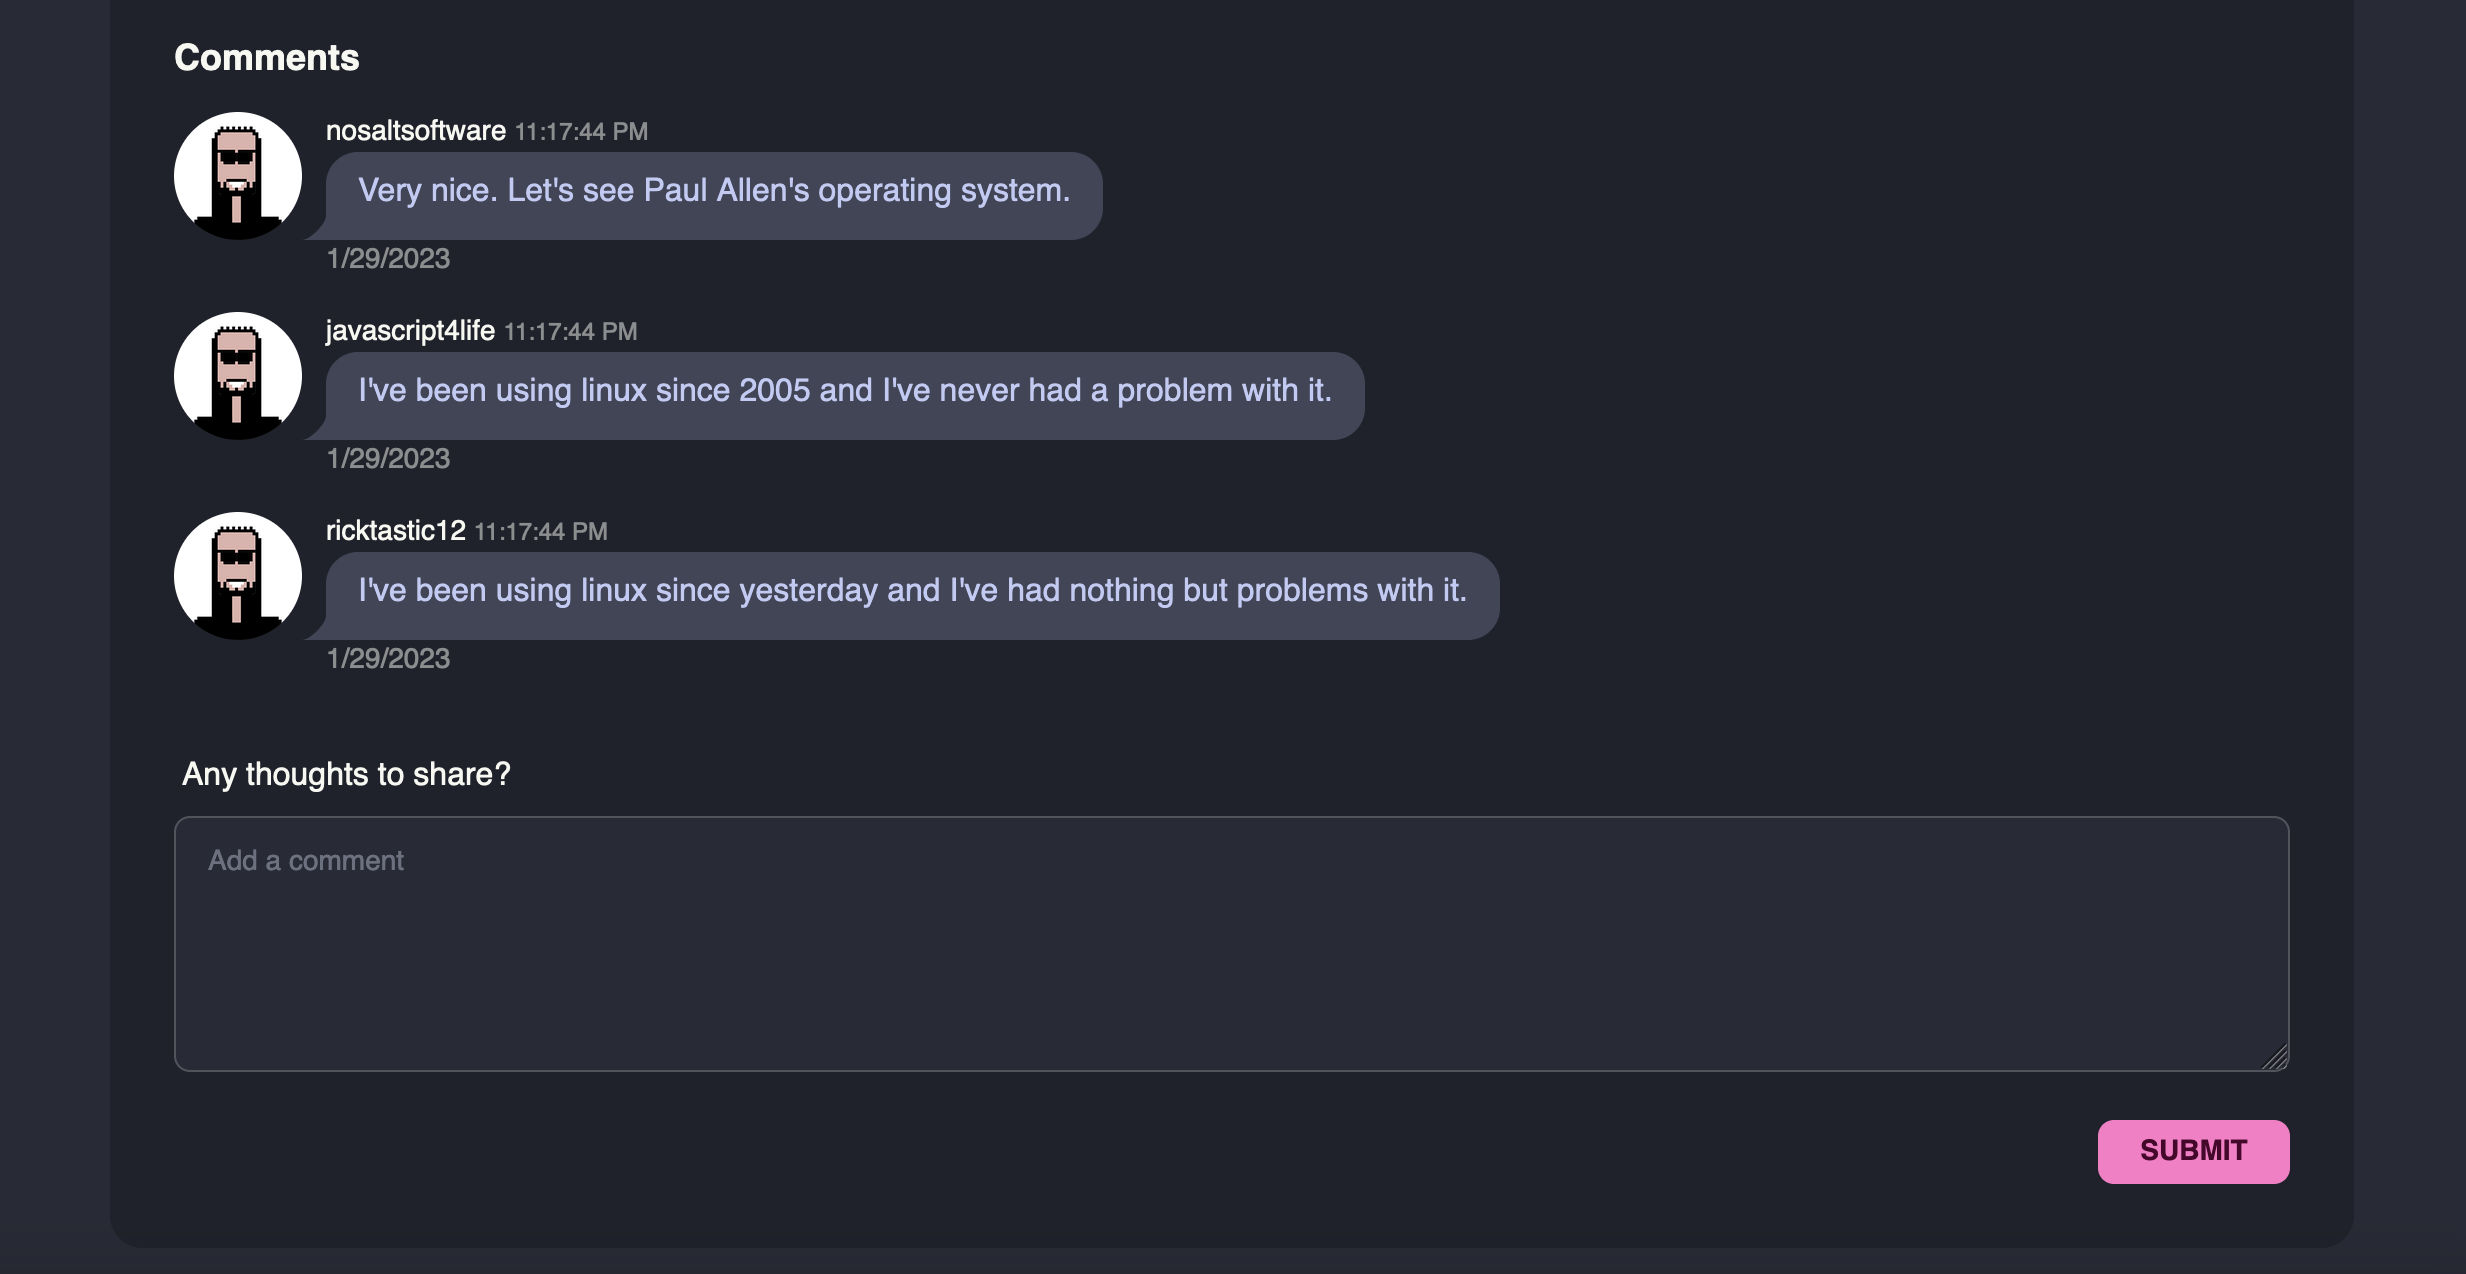 Comments
nosaltsoftware 11:17:44 PM
Very nice. Let's see Paul Allen's operating system.
1/29/2023
javascript4life 11:17:44 PM
I've been using linux since 2005 and I've never had a problem with it.
1/29/2023
ricktastic12 11:17:44 PM
I've been using linux since yesterday and I've had nothing but problems with it.
1/29/2023
Any thoughts to share?
Add a comment
SUBMIT